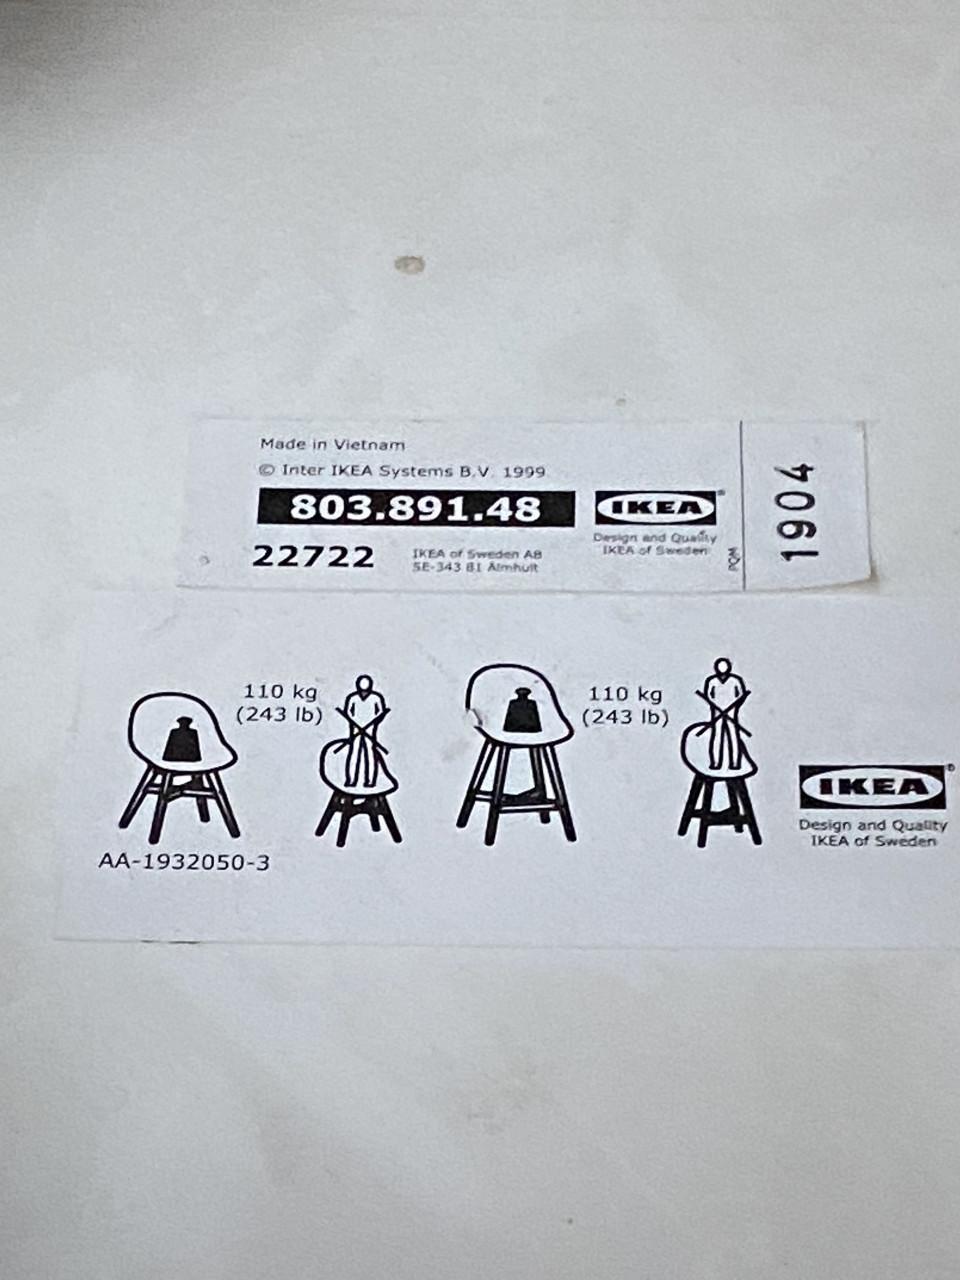 Made in Vietnam
© Inter IKEA Systems B.V. 1999
803.891.48
IKEA®
Design and Quality
IKEA of Sweden
22722
IKEA of Sweden AB
SE-343 81 Älmhult
1904
110 kg
(243 lb)
110 kg
(243 lb)
AA-1932050-3
IKEA®
Design and Quality
IKEA of Sweden